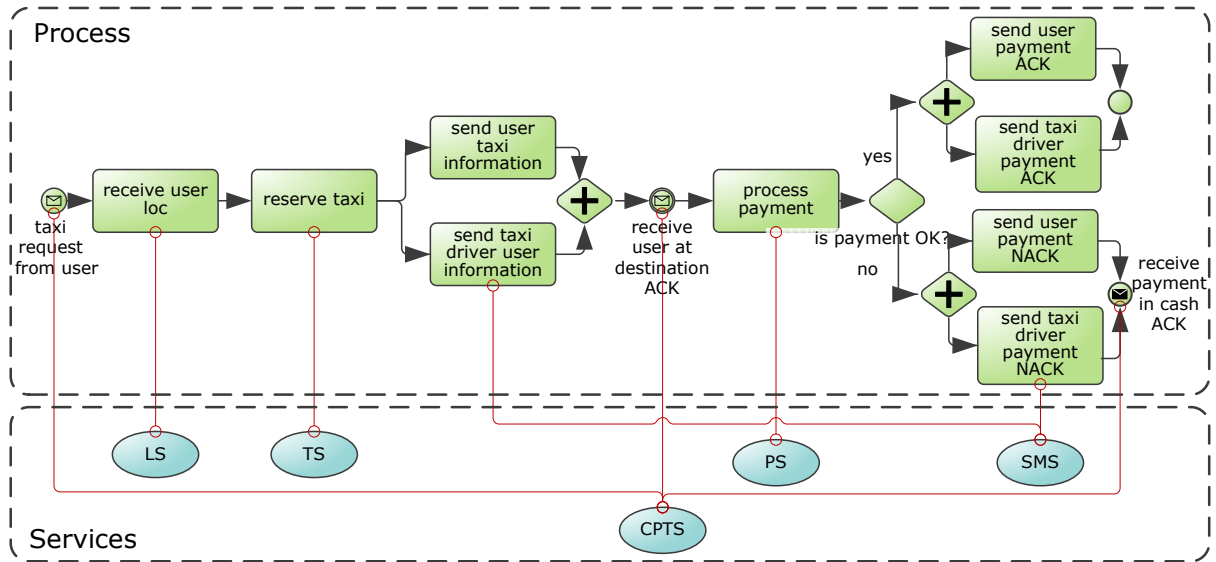 Process
taxi
request
from user
receive user
loc
reserve taxi
send user
taxi
information
send taxi
driver user
information
receive
user at
destination
ACK
process
payment
is payment OK?
yes
no
send user
payment
ACK
send taxi
driver
payment
ACK
send user
payment
NACK
send taxi
driver
payment
NACK
receive
payment
in cash
ACK
LS
TS
PS
SMS
CPTS
Services